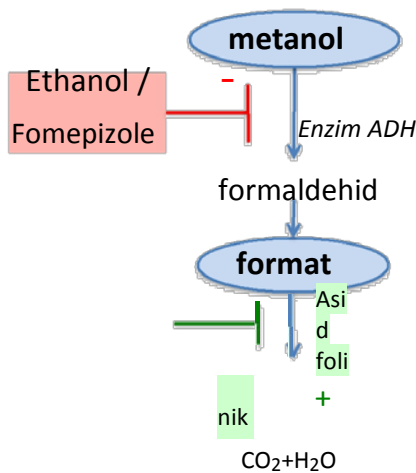 metanol
Ethanol /
Fomepizole
-
Enzim ADH
formaldehid
format
Asi
d
foli
+
nik
CO₂+H₂O